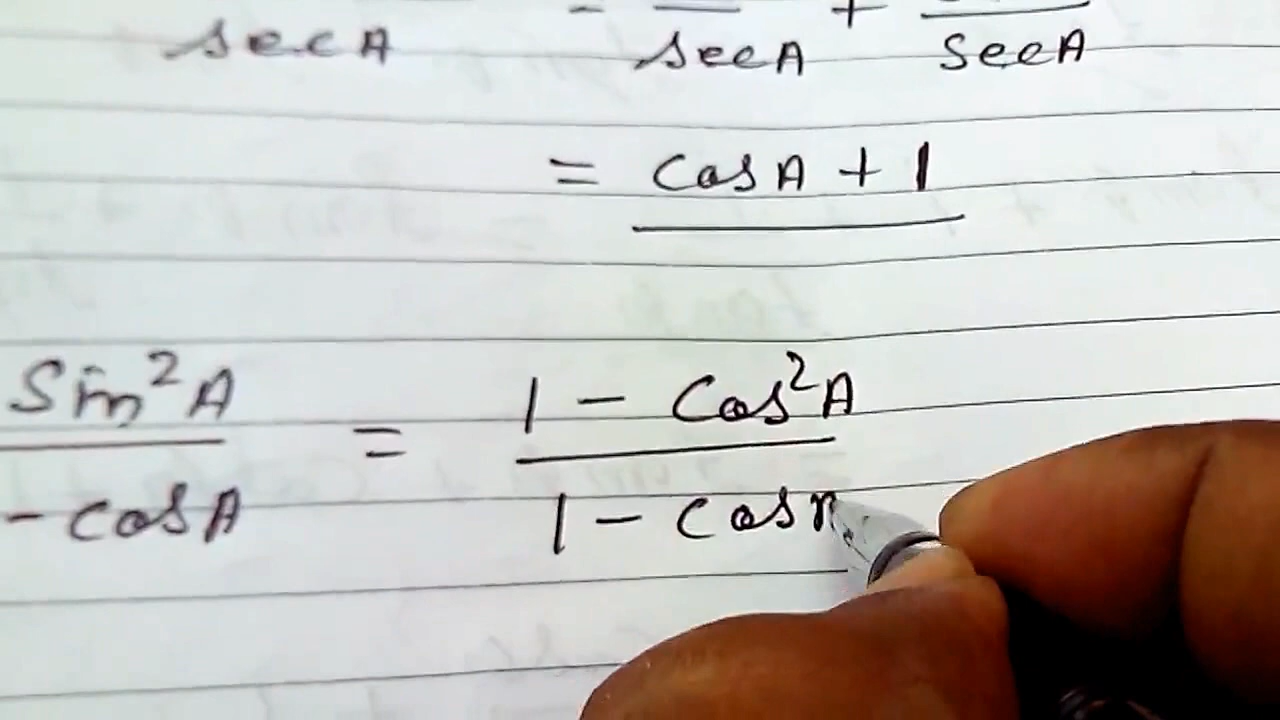 secA - secA + secA
= cosA + 1
Sin²A = 1 - Cos²A
- cosA 1 - cos